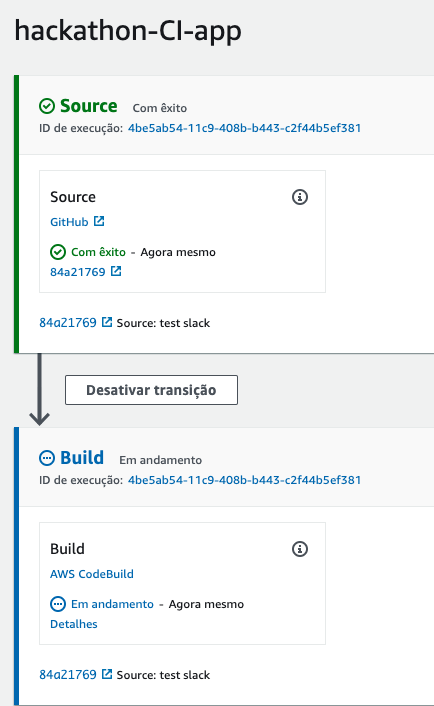 hackathon-CI-app
Source Com êxito
ID de execução: 4be5ab54-11c9-408b-b443-c2f44b5ef381
Source
GitHub
Com êxito - Agora mesmo
84a21769
84a21769 Source: test slack
Desativar transição
Build Em andamento
ID de execução: 4be5ab54-11c9-408b-b443-c2f44b5ef381
Build
AWS CodeBuild
Em andamento - Agora mesmo
Detalhes
84a21769 Source: test slack